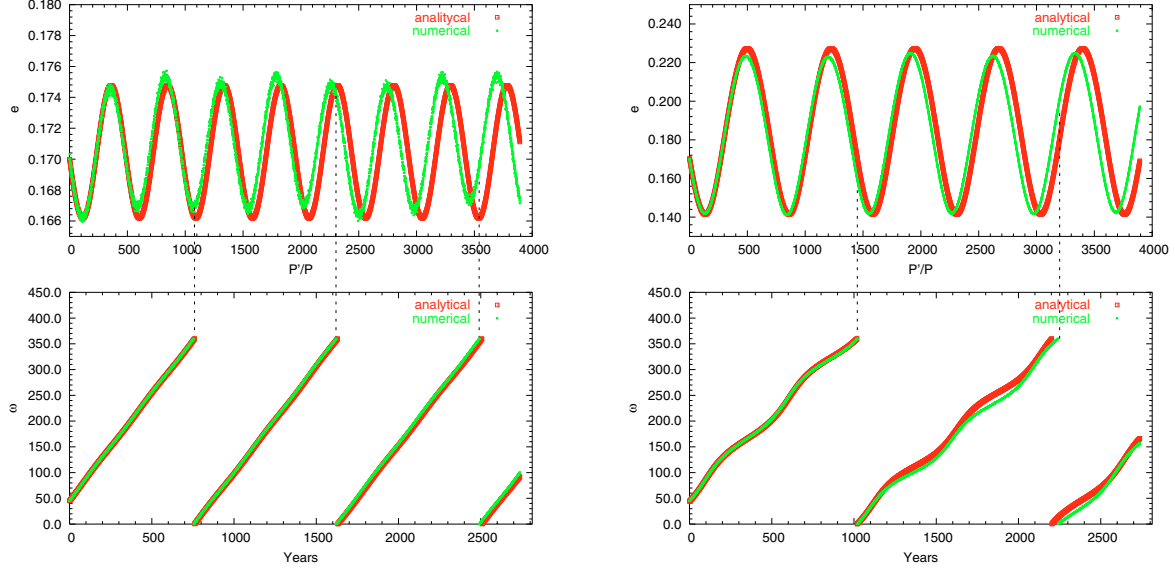 0.180
0.178
0.176
0.174
0.172
0.170
0.168
0.166
e
analitycal
numerical
0 500 1000 1500 2000 2500 3000 3500 4000
P'/P
0.240
0.220
0.200
0.180
0.160
0.140
e
analytical
numerical
0 500 1000 1500 2000 2500 3000 3500 4000
P'/P
450.0
400.0
350.0
300.0
250.0
200.0
150.0
100.0
50.0
0.0
ω
analytical
numerical
0 500 1000 1500 2000 2500
Years
450.0
400.0
350.0
300.0
250.0
200.0
150.0
100.0
50.0
0.0
ω
analytical
numerical
0 500 1000 1500 2000 2500
Years